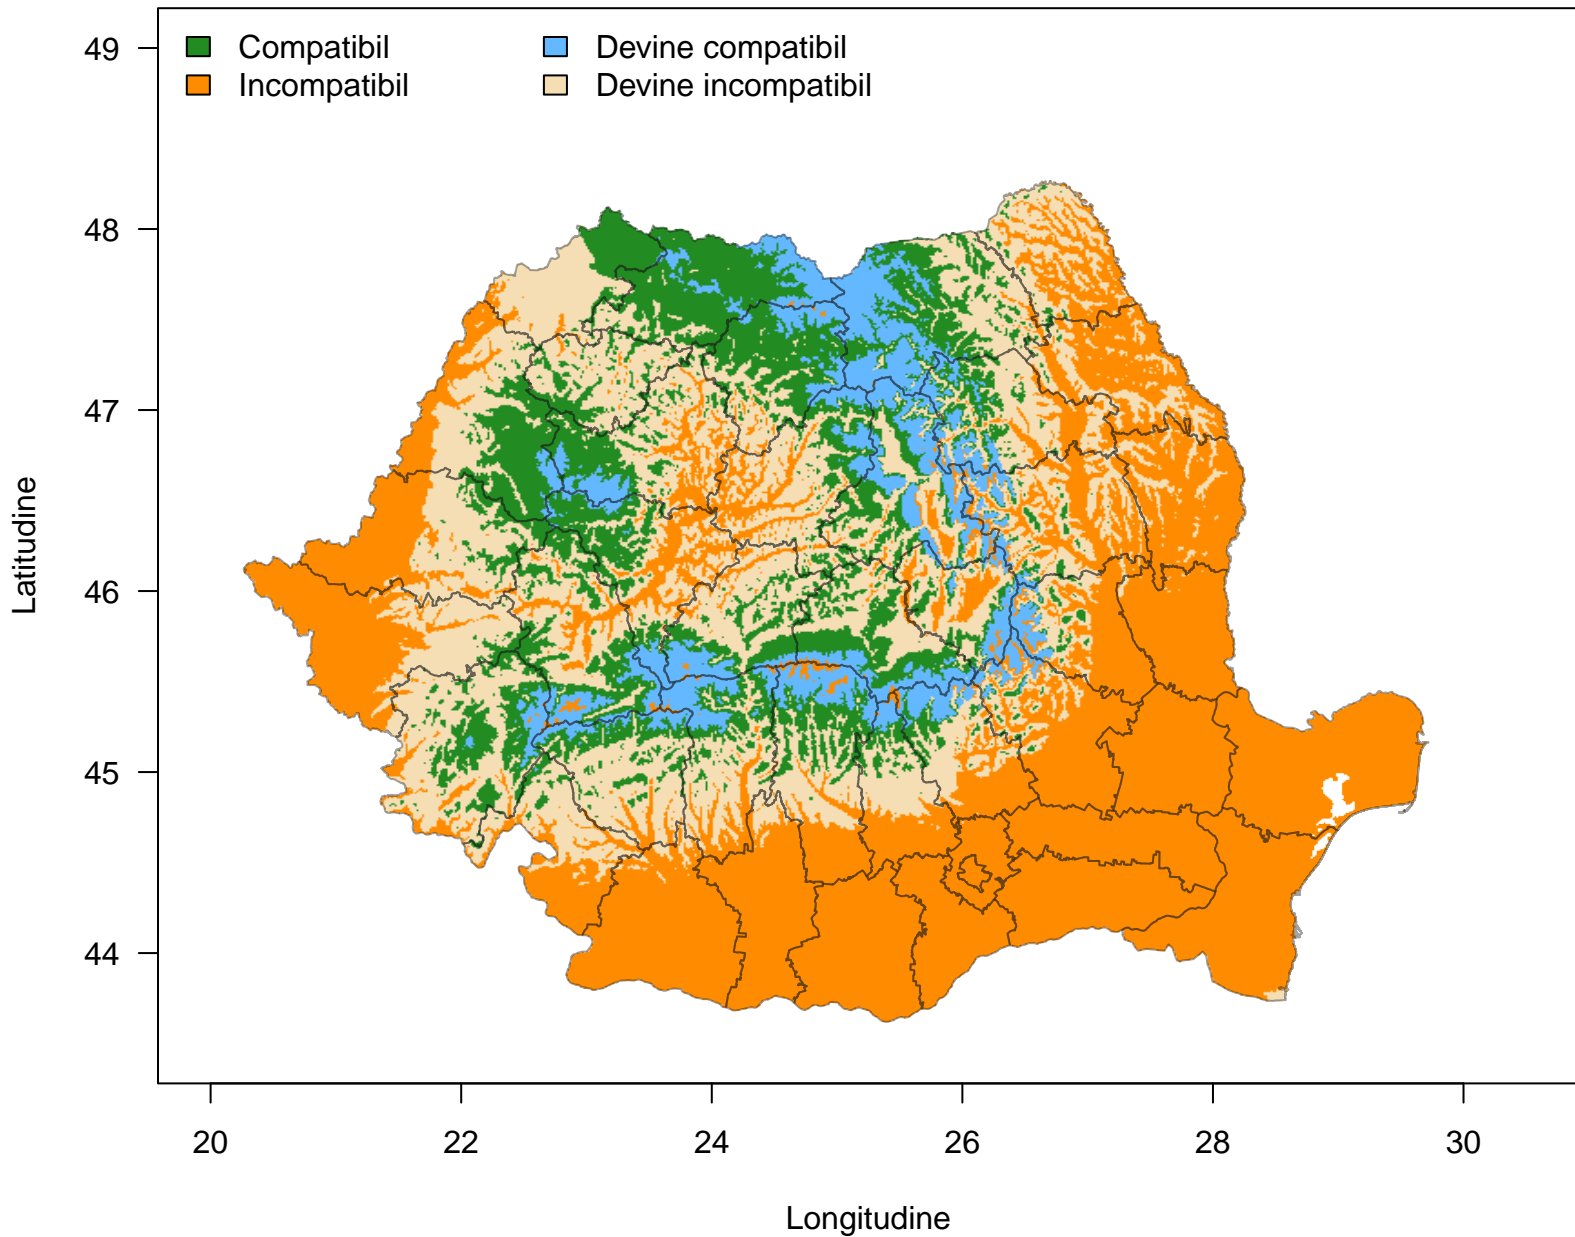 Compatibil
Incompatibil
Devine compatibil
Devine incompatibil
Latitudine
49
48
47
46
45
44
20 22 24 26 28 30
Longitudine